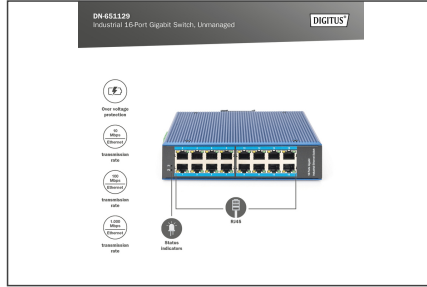 DN-651129
Industrial 16-Port Gigabit Switch, Unmanaged
DIGITUS®
Over voltage
protection
10
Mbps
Ethernet
transmission
rate
100
Mbps
Ethernet
transmission
rate
1.000
Mbps
Ethernet
transmission
rate
Status
indicators
RJ45